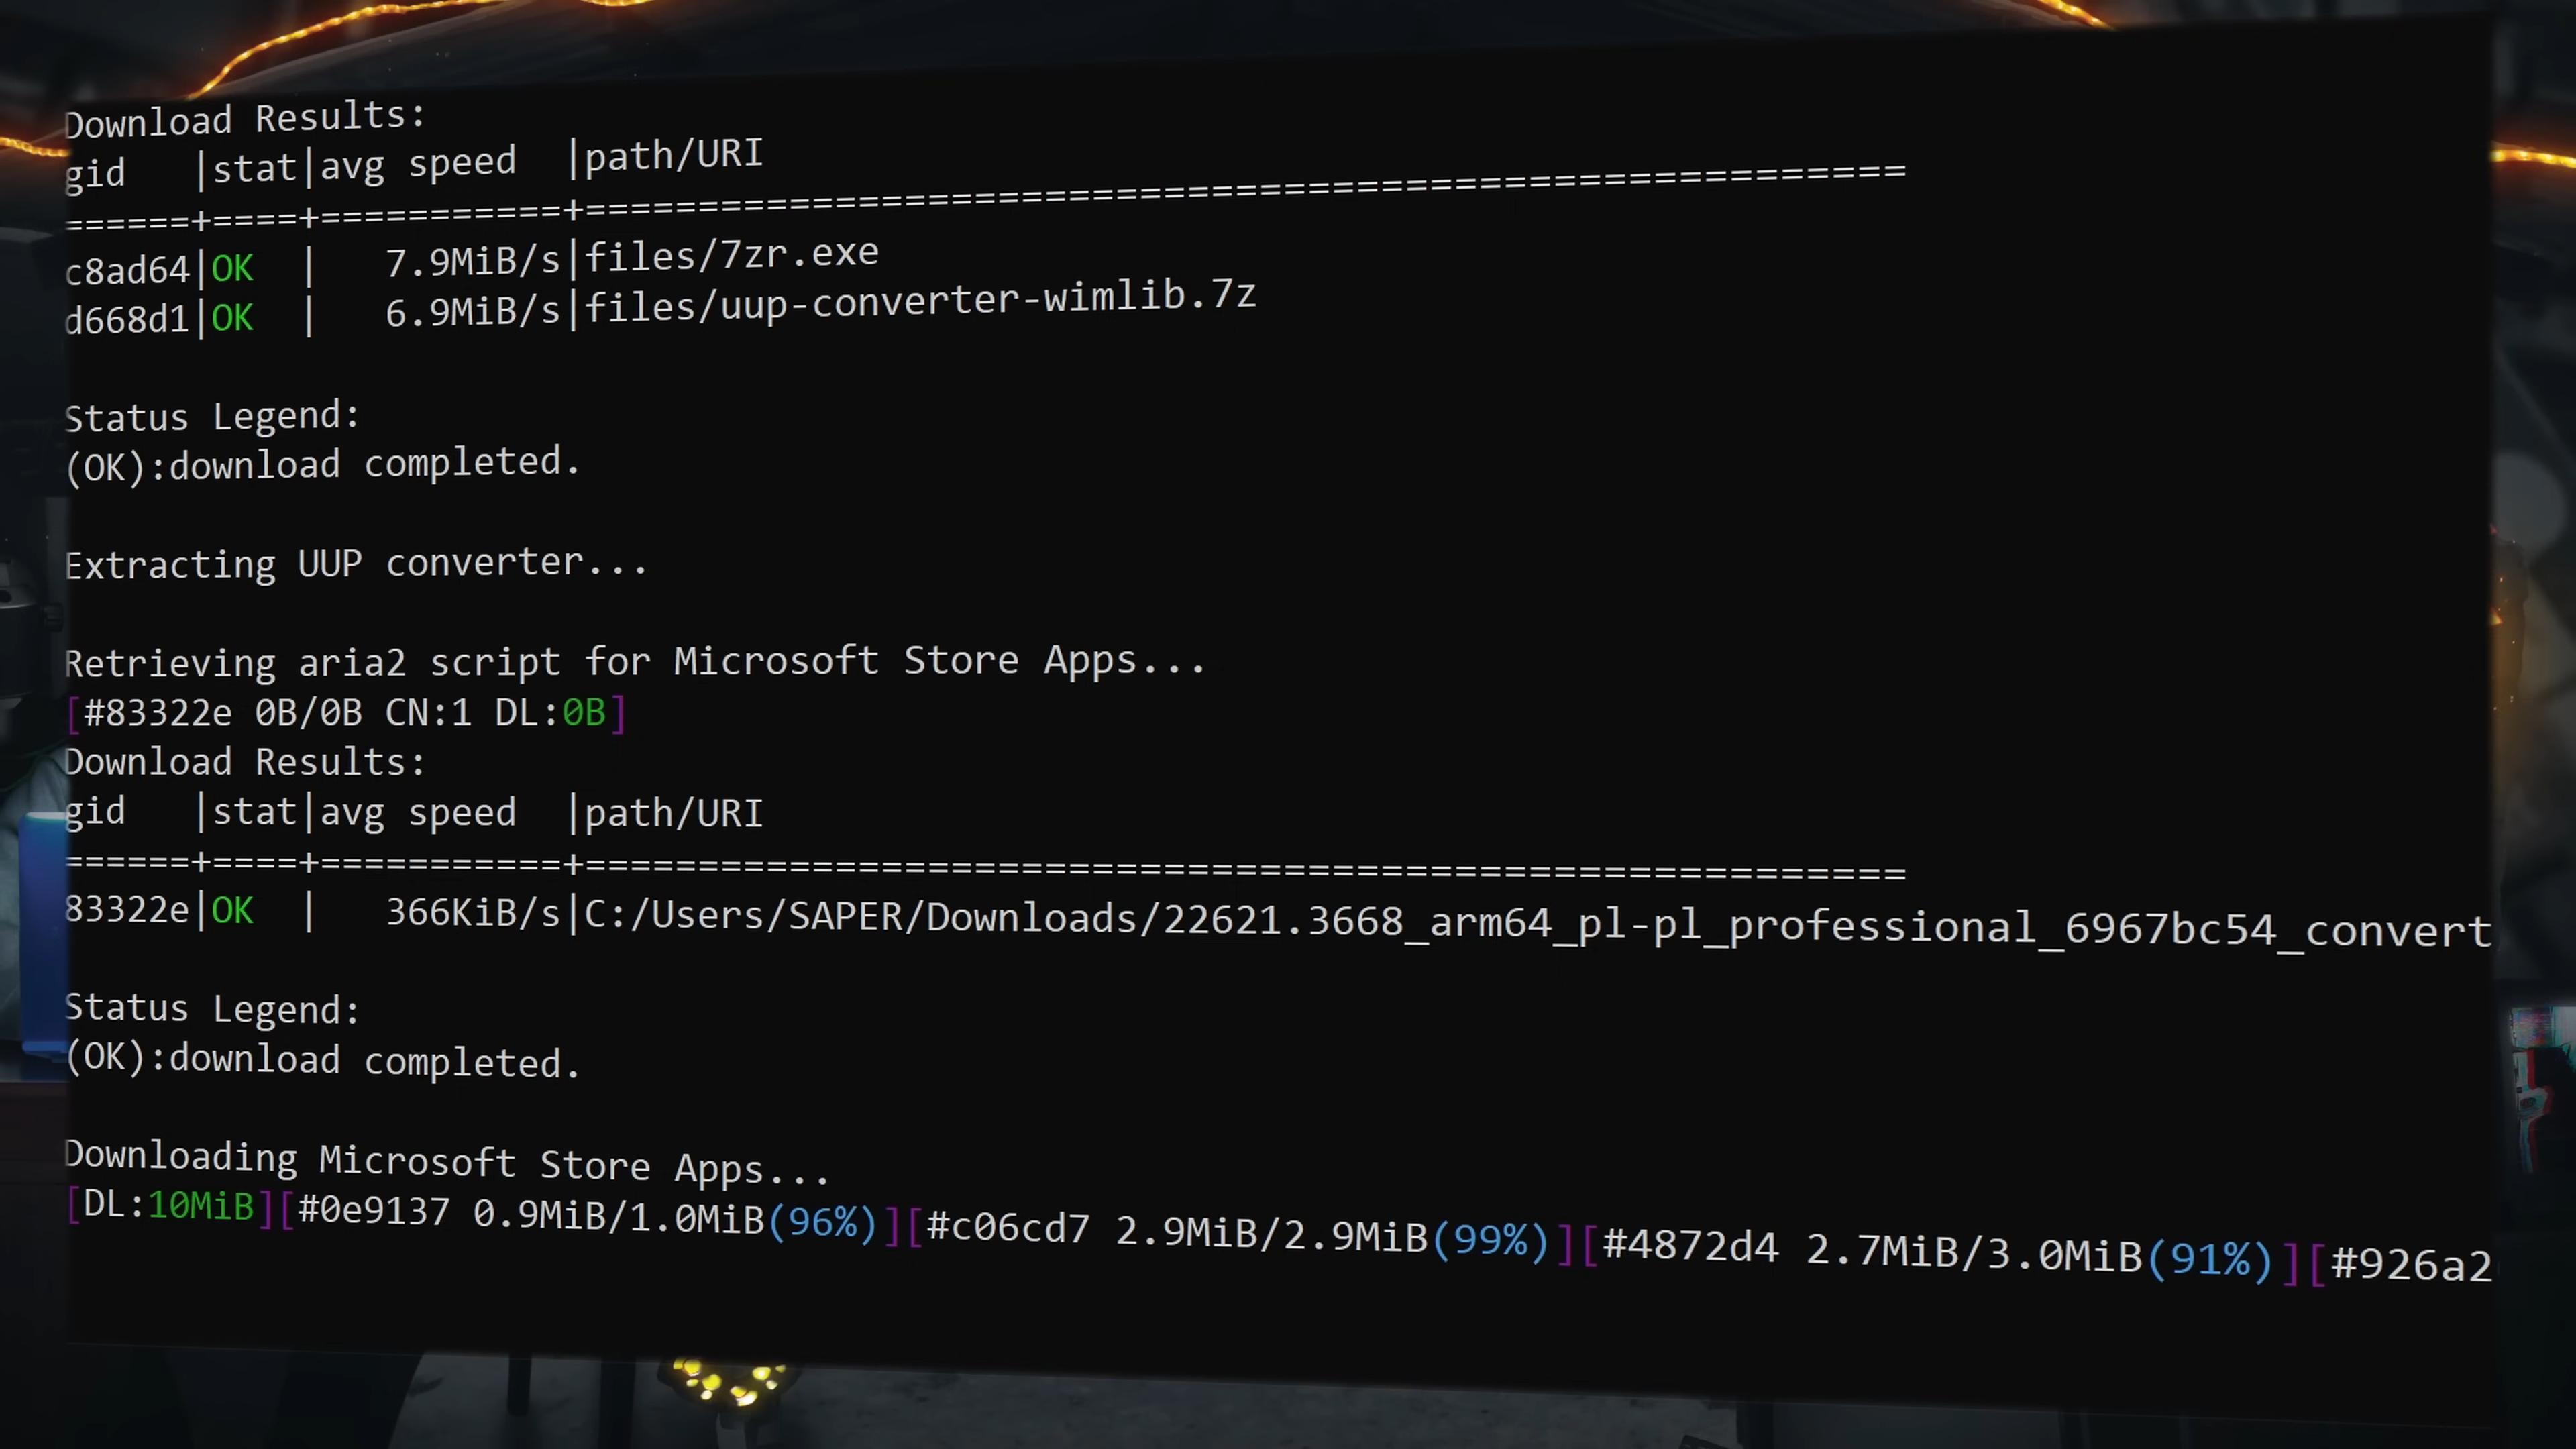 Download Results:
gid   |stat|avg speed  |path/URI
======+====+===========+=======================================================
c8ad64|OK  |   7.9MiB/s|files/7zr.exe
d668d1|OK  |   6.9MiB/s|files/uup-converter-wimlib.7z
Status Legend:
(OK):download completed.
Extracting UUP converter...
Retrieving aria2 script for Microsoft Store Apps...
[#83322e 0B/0B CN:1 DL:0B]
Download Results:
gid   |stat|avg speed  |path/URI
======+====+===========+=======================================================
83322e|OK  |   366KiB/s|C:/Users/SAPER/Downloads/22621.3668_arm64_pl-pl_professional_6967bc54_convert
Status Legend:
(OK):download completed.
Downloading Microsoft Store Apps...
[DL:10MiB][#0e9137 0.9MiB/1.0MiB(96%)][#c06cd7 2.9MiB/2.9MiB(99%)][#4872d4 2.7MiB/3.0MiB(91%)][#926a2